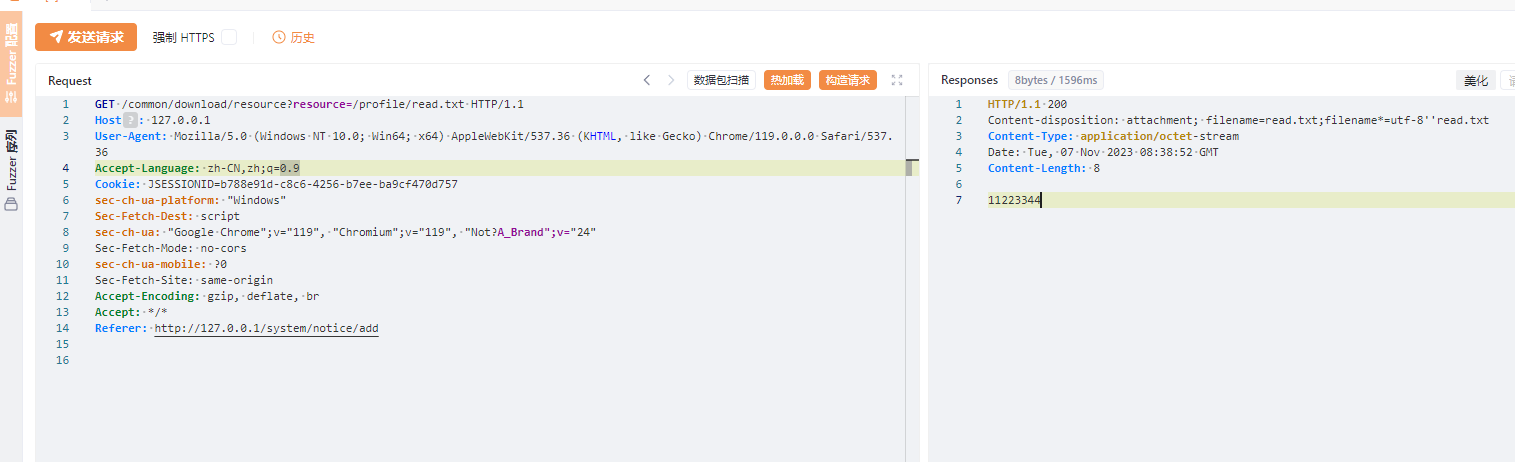 发送请求 强制 HTTPS 历史
Fuzzer 配置
Fuzzer 序列
Request 数据包扫描 热加载 构造请求
1 GET /common/download/resource?resource=/profile/read.txt HTTP/1.1
2 Host ? : 127.0.0.1
3 User-Agent: Mozilla/5.0 (Windows NT 10.0; Win64; x64) AppleWebKit/537.36 (KHTML, like Gecko) Chrome/119.0.0.0 Safari/537.
36
4 Accept-Language: zh-CN,zh;q=0.9
5 Cookie: JSESSIONID=b788e91d-c8c6-4256-b7ee-ba9cf470d757
6 sec-ch-ua-platform: "Windows"
7 Sec-Fetch-Dest: script
8 sec-ch-ua: "Google Chrome";v="119", "Chromium";v="119", "Not?A_Brand";v="24"
9 Sec-Fetch-Mode: no-cors
10 sec-ch-ua-mobile: ?0
11 Sec-Fetch-Site: same-origin
12 Accept-Encoding: gzip, deflate, br
13 Accept: */*
14 Referer: http://127.0.0.1/system/notice/add
15
16
Responses 8bytes / 1596ms 美化
1 HTTP/1.1 200
2 Content-disposition: attachment; filename=read.txt;filename*=utf-8''read.txt
3 Content-Type: application/octet-stream
4 Date: Tue, 07 Nov 2023 08:38:52 GMT
5 Content-Length: 8
6
7 11223344